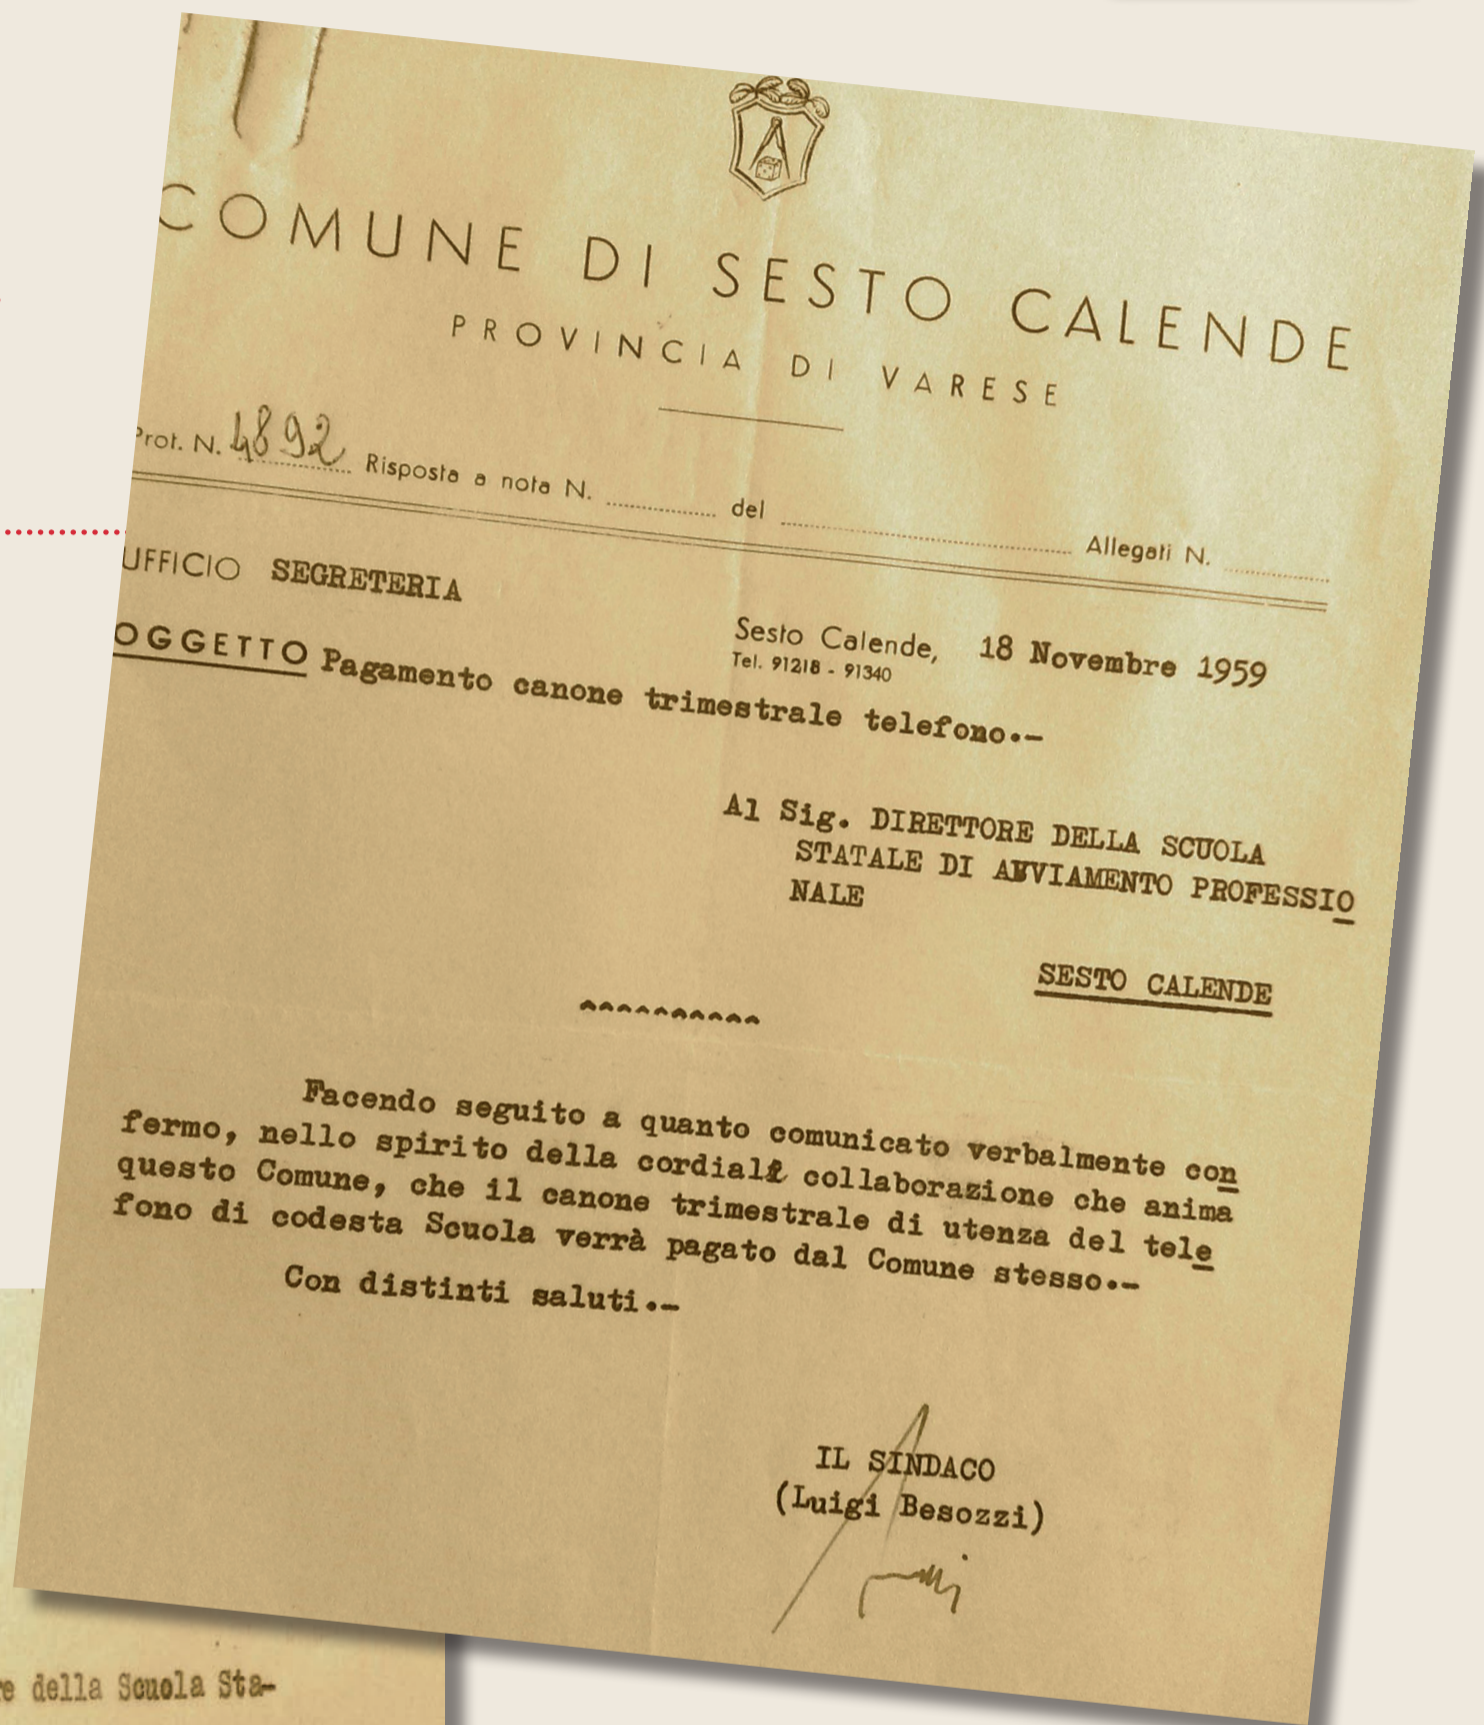 COMUNE DI SESTO CALENDE
PROVINCIA DI VARESE
Prot. N. 4892 Risposta a nota N. .......... del .......... Allegati N. ..........
UFFICIO SEGRETERIA
Sesto Calende, 18 Novembre 1959
Tel. 91218 - 91340
OGGETTO Pagamento canone trimestrale telefono.-
Al Sig. DIRETTORE DELLA SCUOLA
STATALE DI AVVIAMENTO PROFESSIO
NALE
SESTO CALENDE
^^^^^^^^^^
Facendo seguito a quanto comunicato verbalmente con
fermo, nello spirito della cordiale collaborazione che anima
questo Comune, che il canone trimestrale di utenza del tele
fono di codesta Scuola verrà pagato dal Comune stesso.-
Con distinti saluti.-
IL SINDACO
(Luigi Besozzi)
della Scuola Sta-